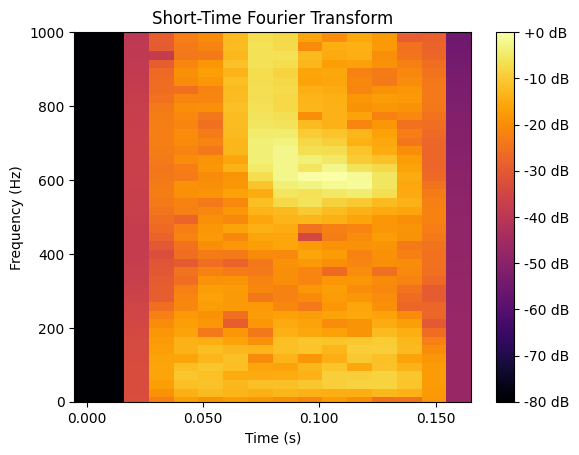 Short-Time Fourier Transform
Frequency (Hz)
1000
800
600
400
200
0
0.000
0.050
0.100
0.150
Time (s)
+0 dB
-10 dB
-20 dB
-30 dB
-40 dB
-50 dB
-60 dB
-70 dB
-80 dB